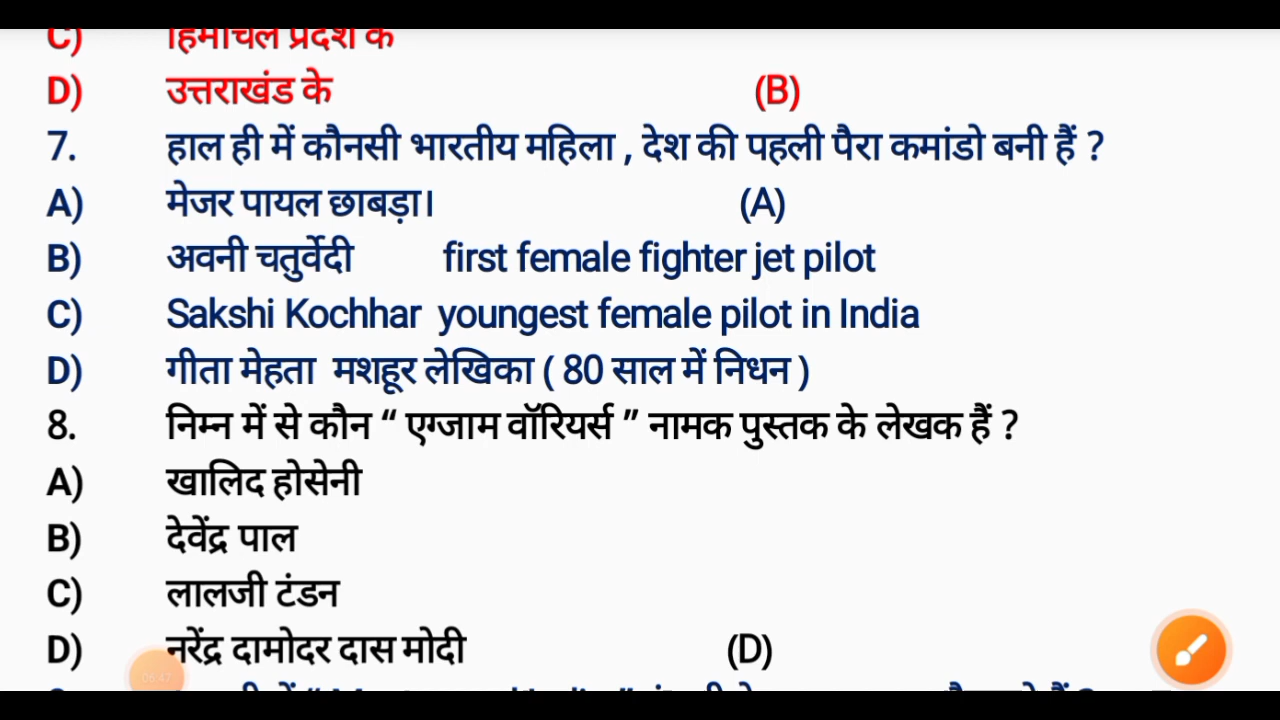 C) हिमाचल प्रदेश के
D) उत्तराखंड के (B)
7. हाल ही में कौनसी भारतीय महिला , देश की पहली पैरा कमांडो बनी हैं ?
A) मेजर पायल छाबड़ा। (A)
B) अवनी चतुर्वेदी first female fighter jet pilot
C) Sakshi Kochhar youngest female pilot in India
D) गीता मेहता मशहूर लेखिका ( 80 साल में निधन )
8. निम्न में से कौन “ एग्जाम वॉरियर्स ” नामक पुस्तक के लेखक हैं ?
A) खालिद होसेनी
B) देवेंद्र पाल
C) लालजी टंडन
D) नरेंद्र दामोदर दास मोदी (D)
08:47